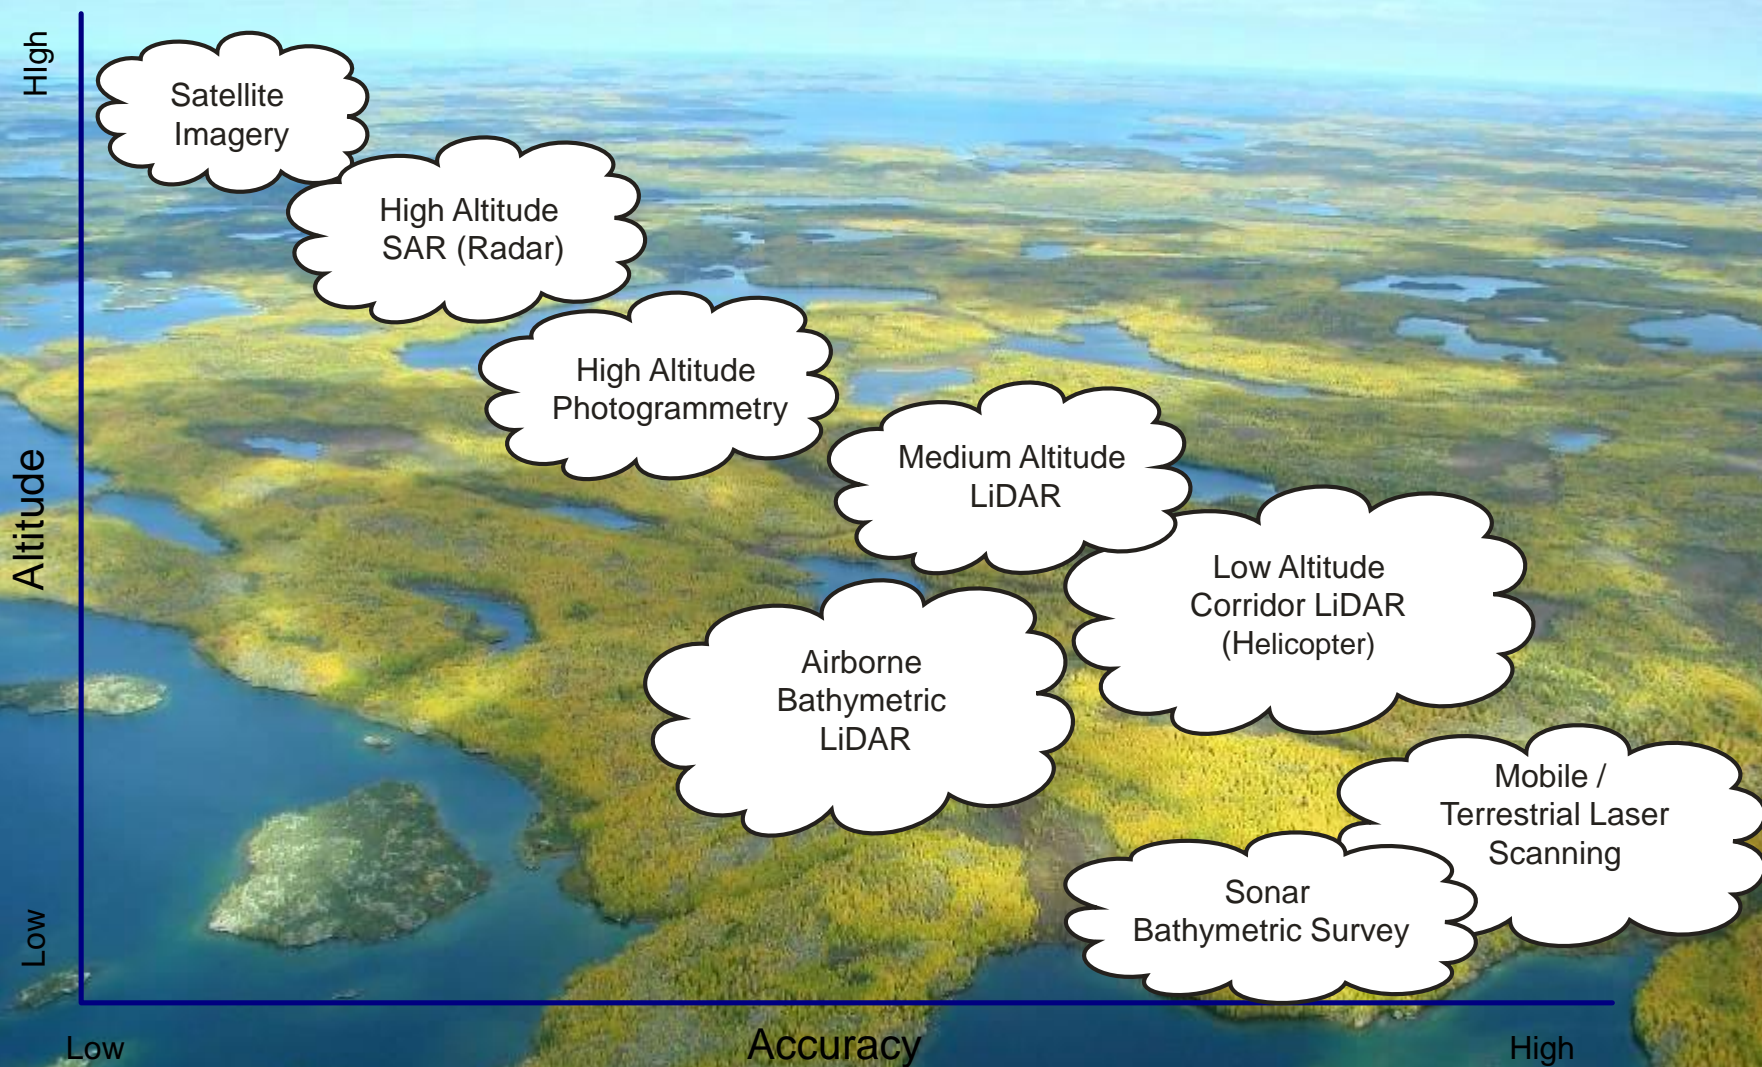 HIgh
Satellite
Imagery
High Altitude
SAR (Radar)
High Altitude
Photogrammetry
Medium Altitude
LiDAR
Low Altitude
Corridor LiDAR
(Helicopter)
Airborne
Bathymetric
LiDAR
Mobile /
Terrestrial Laser
Scanning
Sonar
Bathymetric Survey
Altitude
Low
Low
Accuracy
High